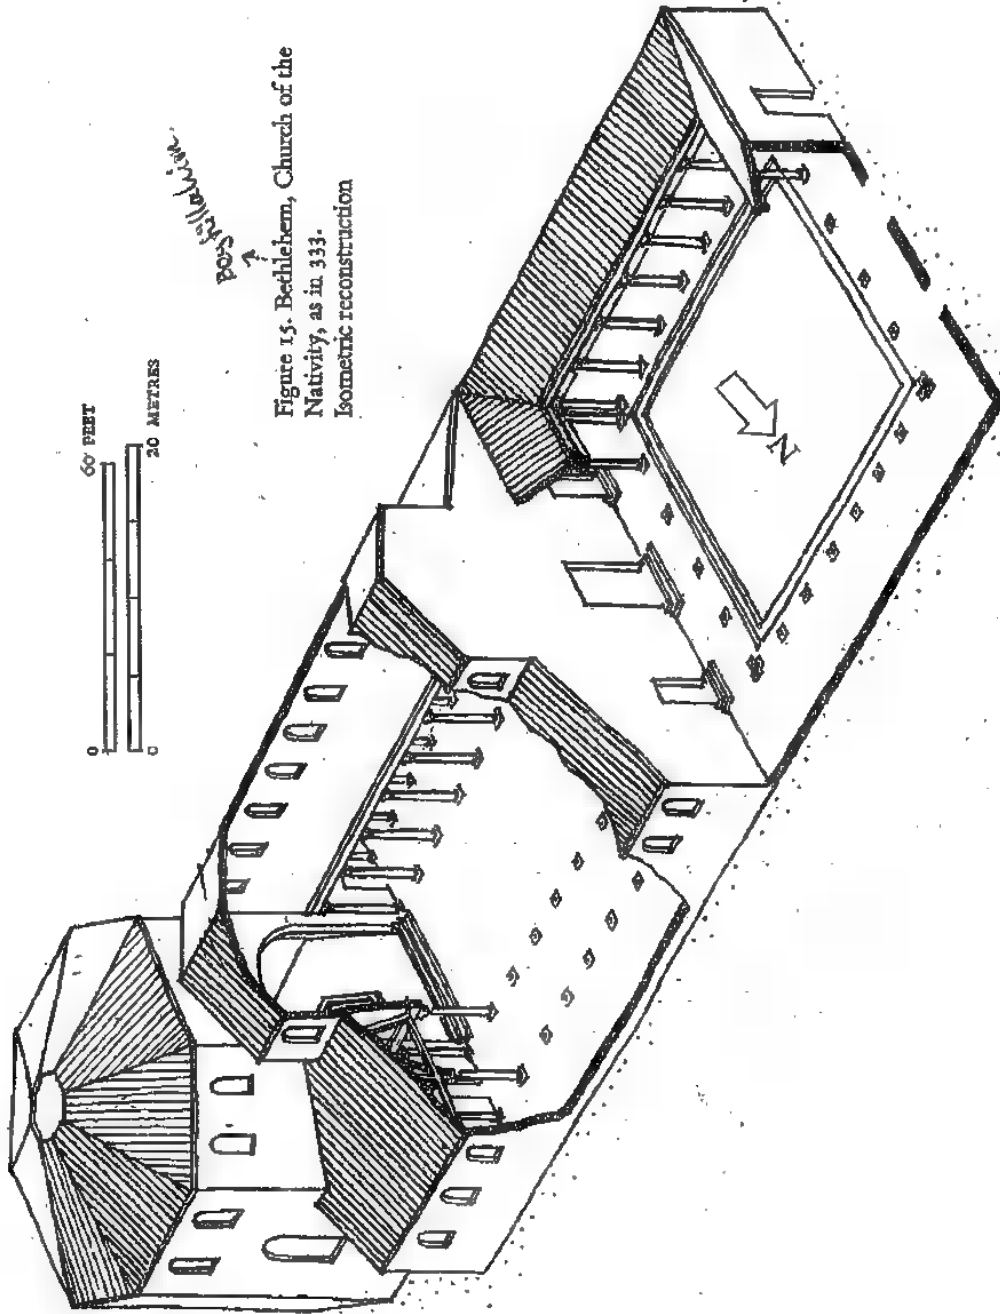 0 60 FEET
0 20 METRES
Figure 15. Bethlehem, Church of the
Nativity, as in 333.
Isometric reconstruction
N